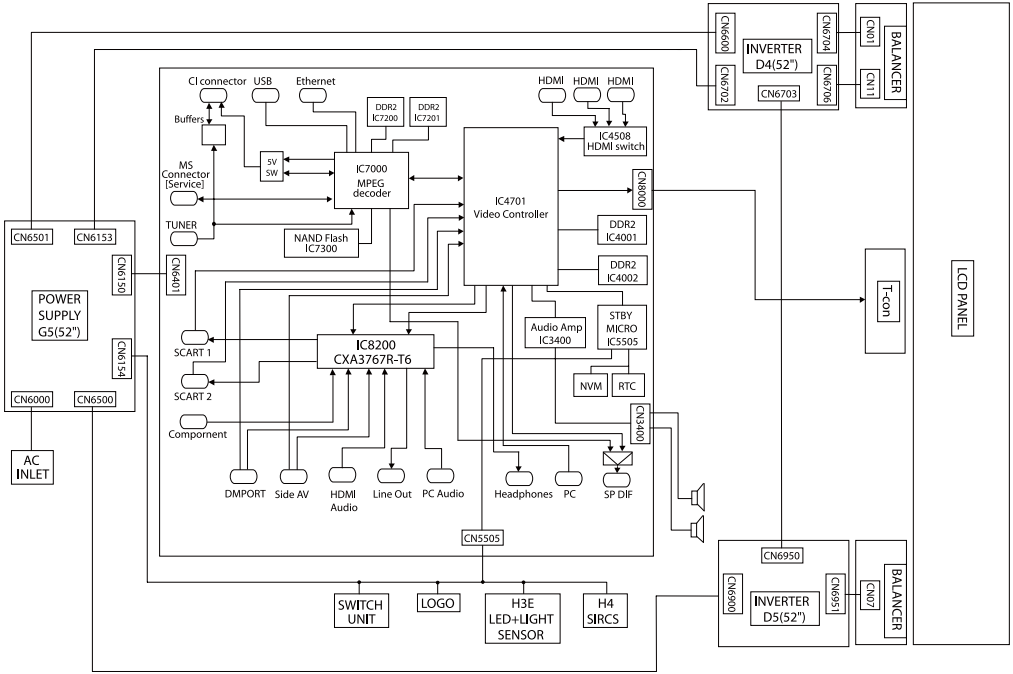 CN6600
CN6702
INVERTER
D4(52")
CN6703
CN6704
CN6706
CN01
CN11
BALANCER
LCD PANEL
CI connector
USB
Ethernet
HDMI
HDMI
HDMI
Buffers
DDR2
IC7200
DDR2
IC7201
5V
SW
IC7000
MPEG
decoder
IC4508
HDMI switch
IC4701
Video Controller
CN8000
MS
Connector
[Service]
TUNER
NAND Flash
IC7300
DDR2
IC4001
DDR2
IC4002
CN6501
CN6153
CN6150
CN6401
POWER
SUPPLY
G5(52")
CN6154
CN6000
CN6500
AC
INLET
T-con
SCART 1
SCART 2
Compornent
IC8200
CXA3767R-T6
Audio Amp
IC3400
STBY
MICRO
IC5505
NVM
RTC
CN3400
DMPORT
Side AV
HDMI
Audio
Line Out
PC Audio
Headphones
PC
SP DIF
CN5505
SWITCH
UNIT
LOGO
H3E
LED+LIGHT
SENSOR
H4
SIRCS
CN6950
CN6900
INVERTER
D5(52")
CN6951
CN07
BALANCER